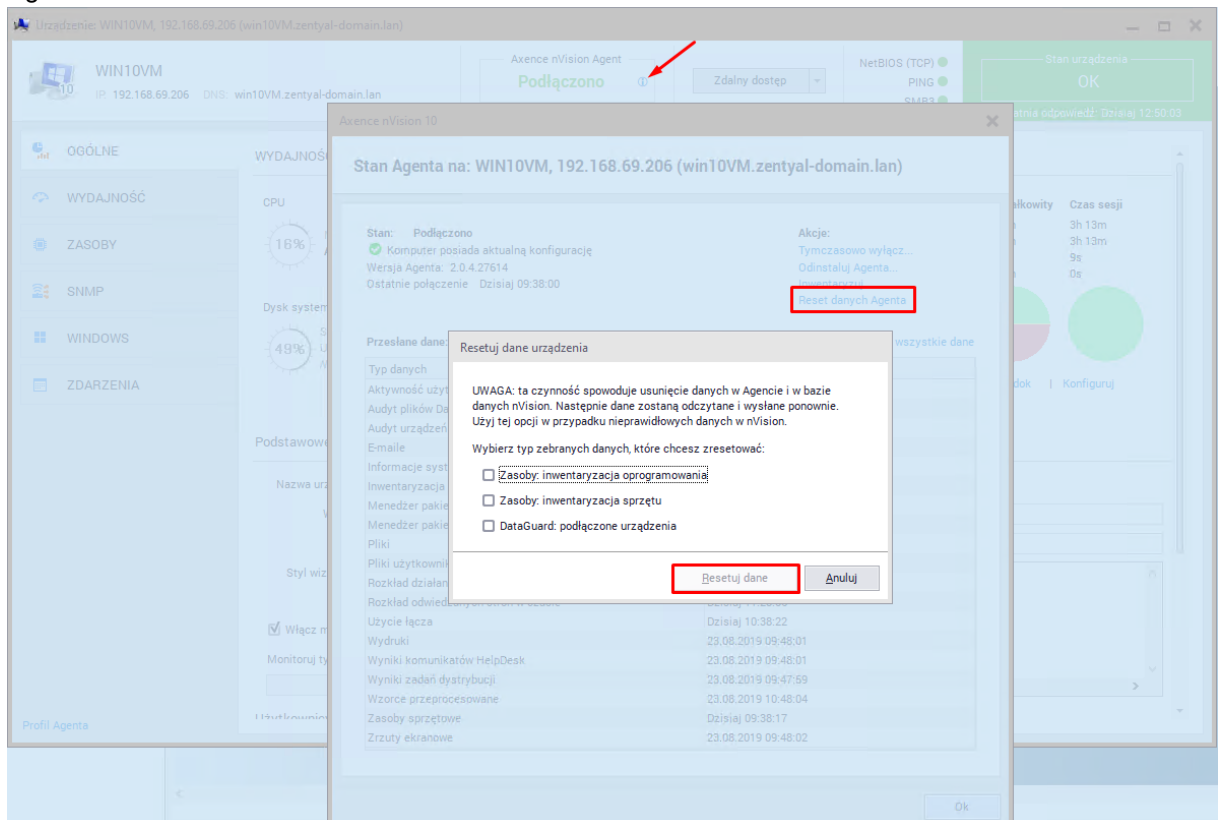 Urządzenie: WIN10VM, 192.168.69.206 (win10VM.zentyal-domain.lan)
WIN10VM
IP: 192.168.69.206 DNS: win10VM.zentyal-domain.lan
10
Axence nVision Agent
Podłączono
Zdalny dostęp
NetBIOS (TCP)
PING
SMB3
Stan urządzenia
OK
odpowiedź: Dzisiaj 12:50:03
OGÓLNE
WYDAJNOŚĆ
ZASOBY
SNMP
WINDOWS
ZDARZENIA
Profil Agenta
CPU
16%
Dysk system
49%
Podstawow
Nazwa urz
Styl wiz
Włącz m
Monitoruj ty
Axence nVision 10
Stan Agenta na: WIN10VM, 192.168.69.206 (win10VM.zentyal-domain.lan)
Stan: Podłączono
Komputer posiada aktualną konfigurację
Wersja Agenta: 2.0.4.27614
Ostatnie połączenie Dzisiaj 09:38:00
Akcje:
Tymczasowo wyłącz...
Odinstaluj Agenta...
Inwentaryzuj
Reset danych Agenta
Przesłane dane:
wszystkie dane
Typ danych
Aktywność użyt
Audyt plików Da
Audyt urządzeń
E-maile
Informacje syst
Inwentaryzacja
Menedżer pakie
Menedżer pakie
Pliki
Pliki użytkownik
Rozkład działan
Użycie łącza Dzisiaj 10:38:22
Wydruki 23.08.2019 09:48:01
Wyniki komunikatów HelpDesk 23.08.2019 09:48:01
Wyniki zadań dystrybucji 23.08.2019 09:47:59
Wzorce przeprocesowane 23.08.2019 10:48:04
Zasoby sprzętowe Dzisiaj 09:38:17
Zrzuty ekranowe 23.08.2019 09:48:02
Ok
Resetuj dane urządzenia
UWAGA: ta czynność spowoduje usunięcie danych w Agencie i w bazie
danych nVision. Następnie dane zostaną odczytane i wysłane ponownie.
Użyj tej opcji w przypadku nieprawidłowych danych w nVision.
Wybierz typ zebranych danych, które chcesz zresetować:
Zasoby: inwentaryzacja oprogramowania
Zasoby: inwentaryzacja sprzętu
DataGuard: podłączone urządzenia
Resetuj dane
Anuluj
ałkowity Czas sesji
3h 13m
3h 13m
9s
0s
dok | Konfiguruj